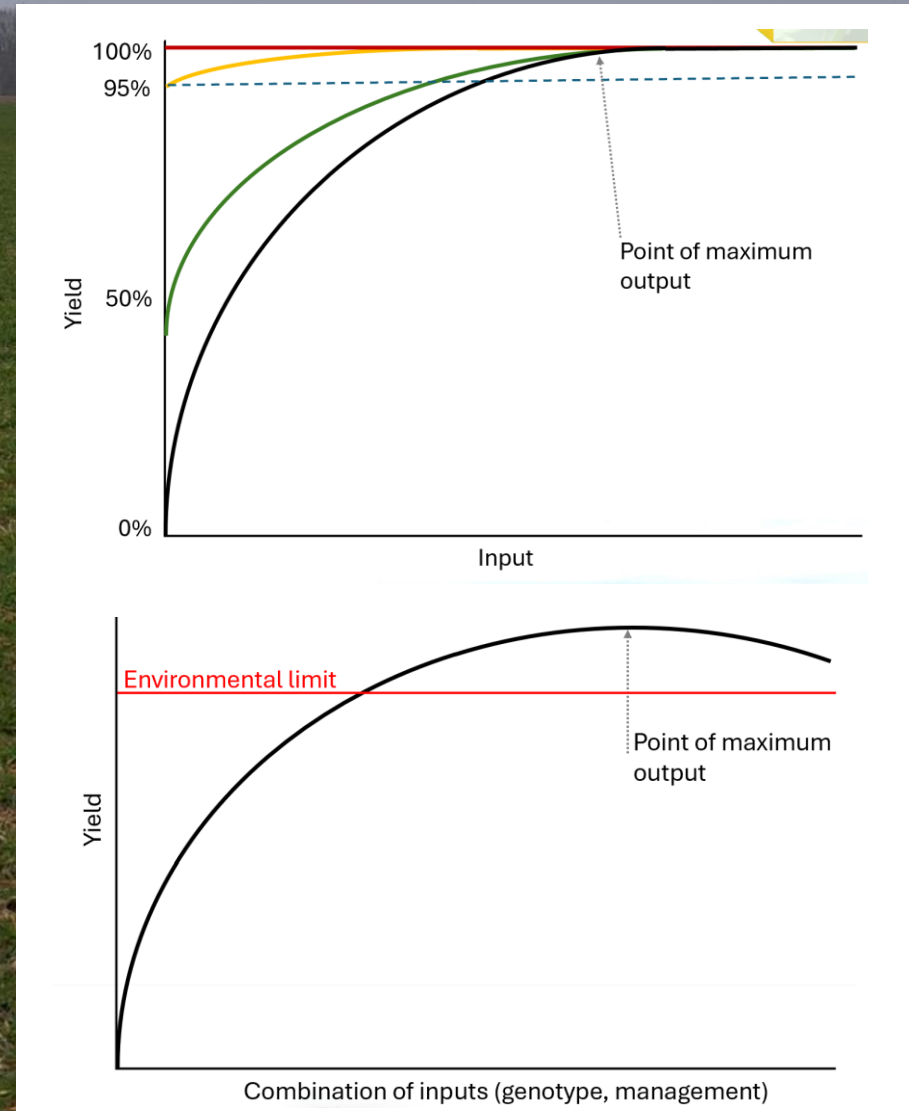 100%
95%
50%
0%
Yield
Input
Point of maximum
output
Environmental limit
Yield
Point of maximum
output
Combination of inputs (genotype, management)